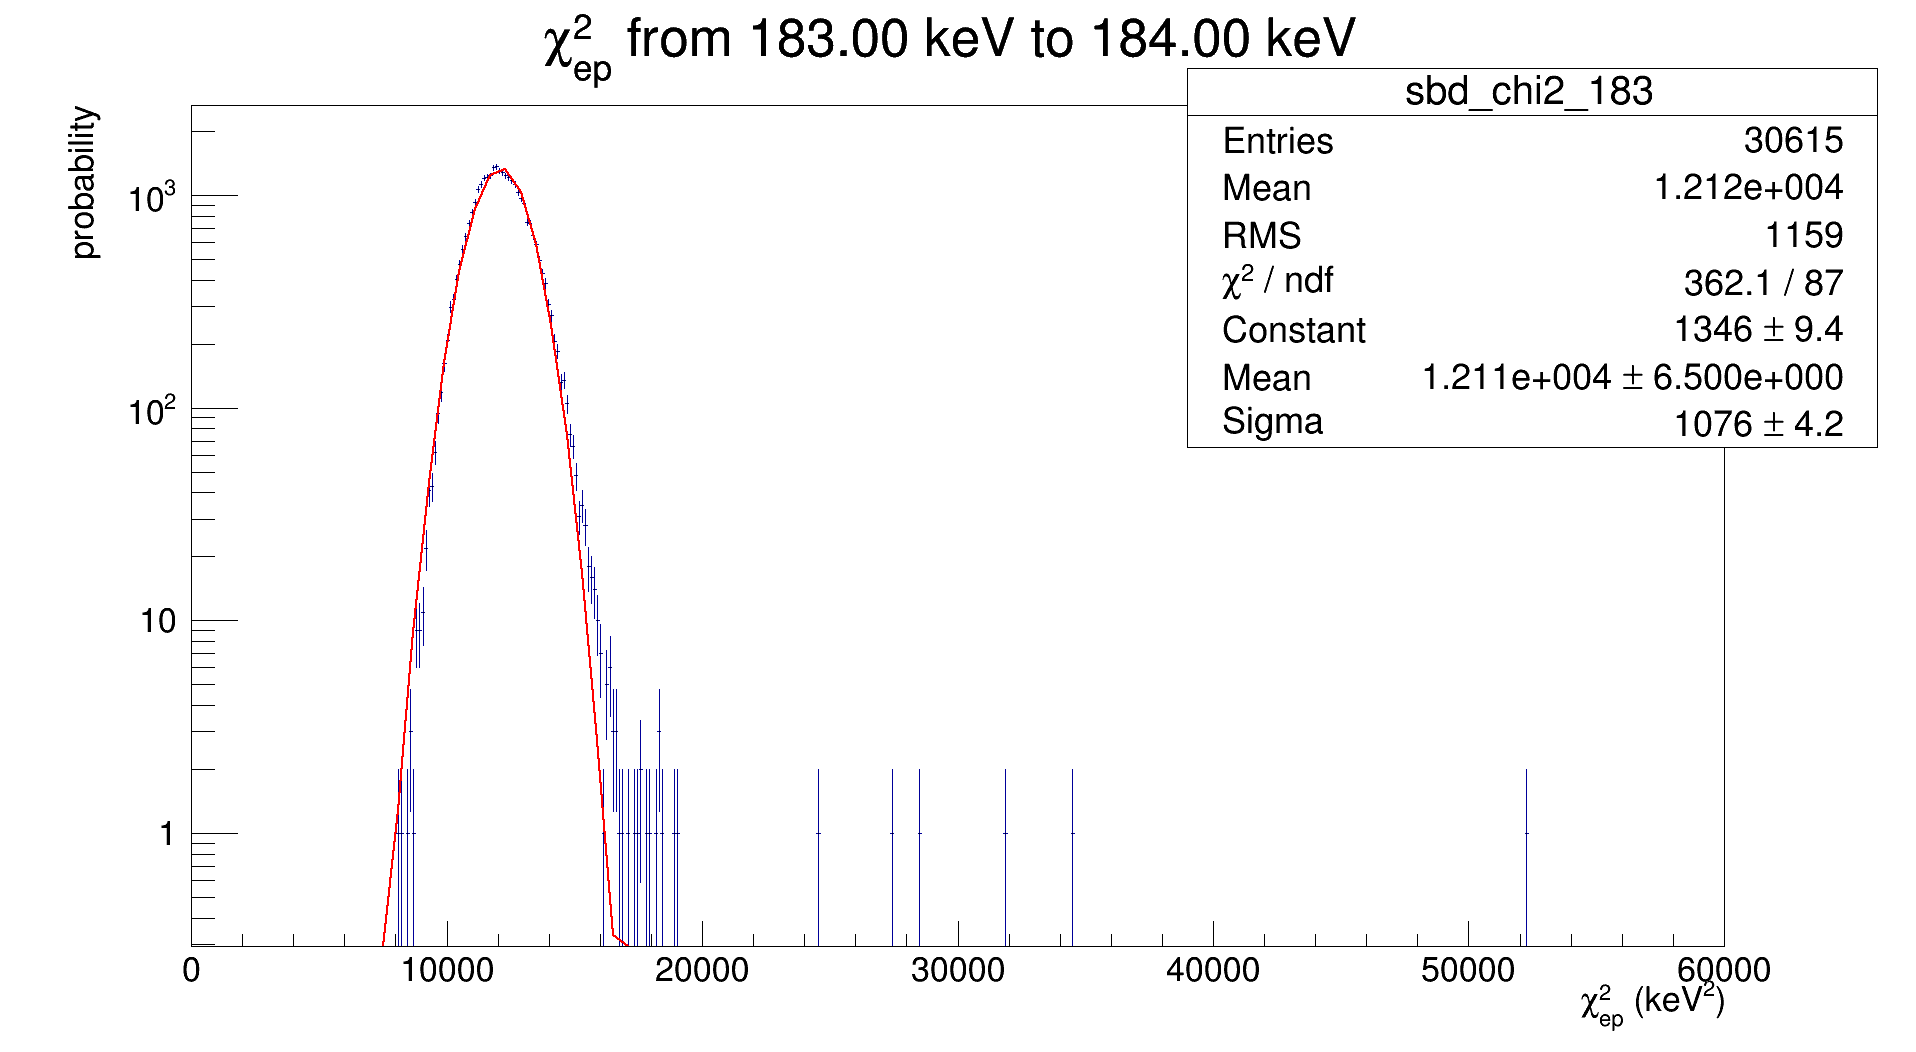 χ²ep from 183.00 keV to 184.00 keV
sbd_chi2_183
Entries 30615
Mean 1.212e+004
RMS 1159
χ² / ndf 362.1 / 87
Constant 1346 ± 9.4
Mean 1.211e+004 ± 6.500e+000
Sigma 1076 ± 4.2
probability
10³
10²
10
1
0 10000 20000 30000 40000 50000 60000
χ²ep (keV²)